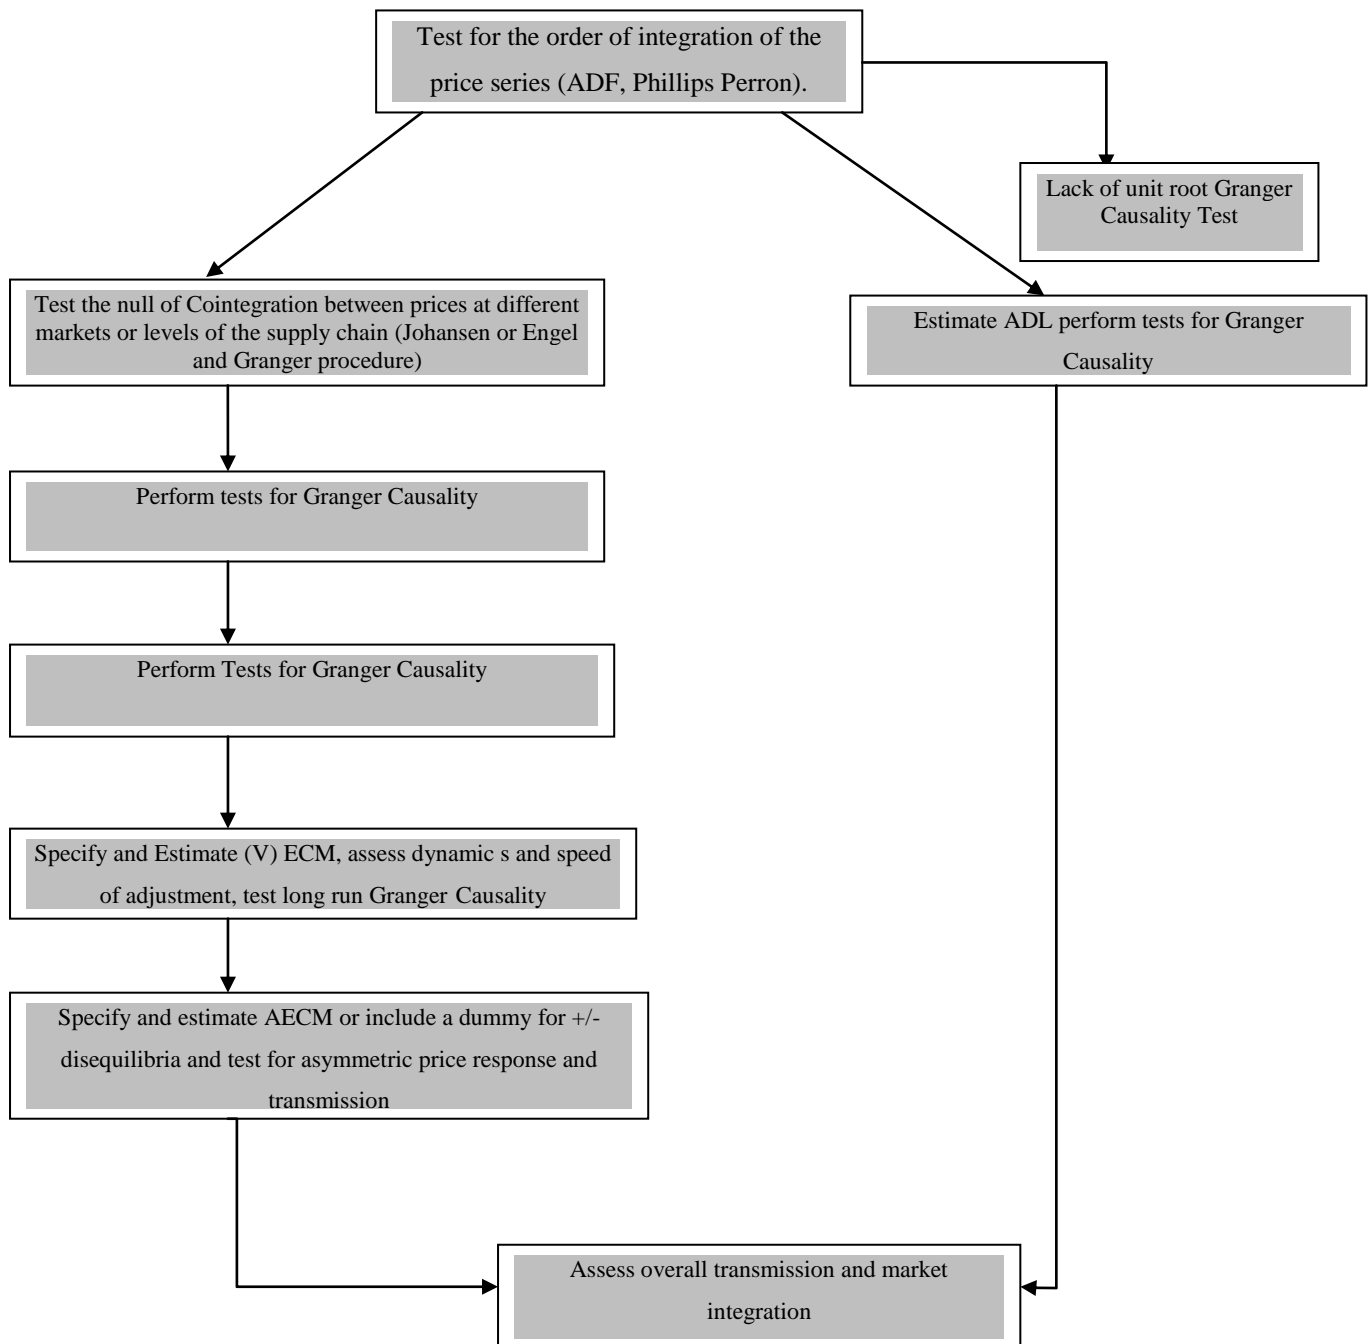 Test for the order of integration of the
price series (ADF, Phillips Perron).
Lack of unit root Granger
Causality Test
Test the null of Cointegration between prices at different
markets or levels of the supply chain (Johansen or Engel
and Granger procedure)
Estimate ADL perform tests for Granger
Causality
Perform tests for Granger Causality
Perform Tests for Granger Causality
Specify and Estimate (V) ECM, assess dynamic s and speed
of adjustment, test long run Granger Causality
Specify and estimate AECM or include a dummy for +/-
disequilibria and test for asymmetric price response and
transmission
Assess overall transmission and market
integration